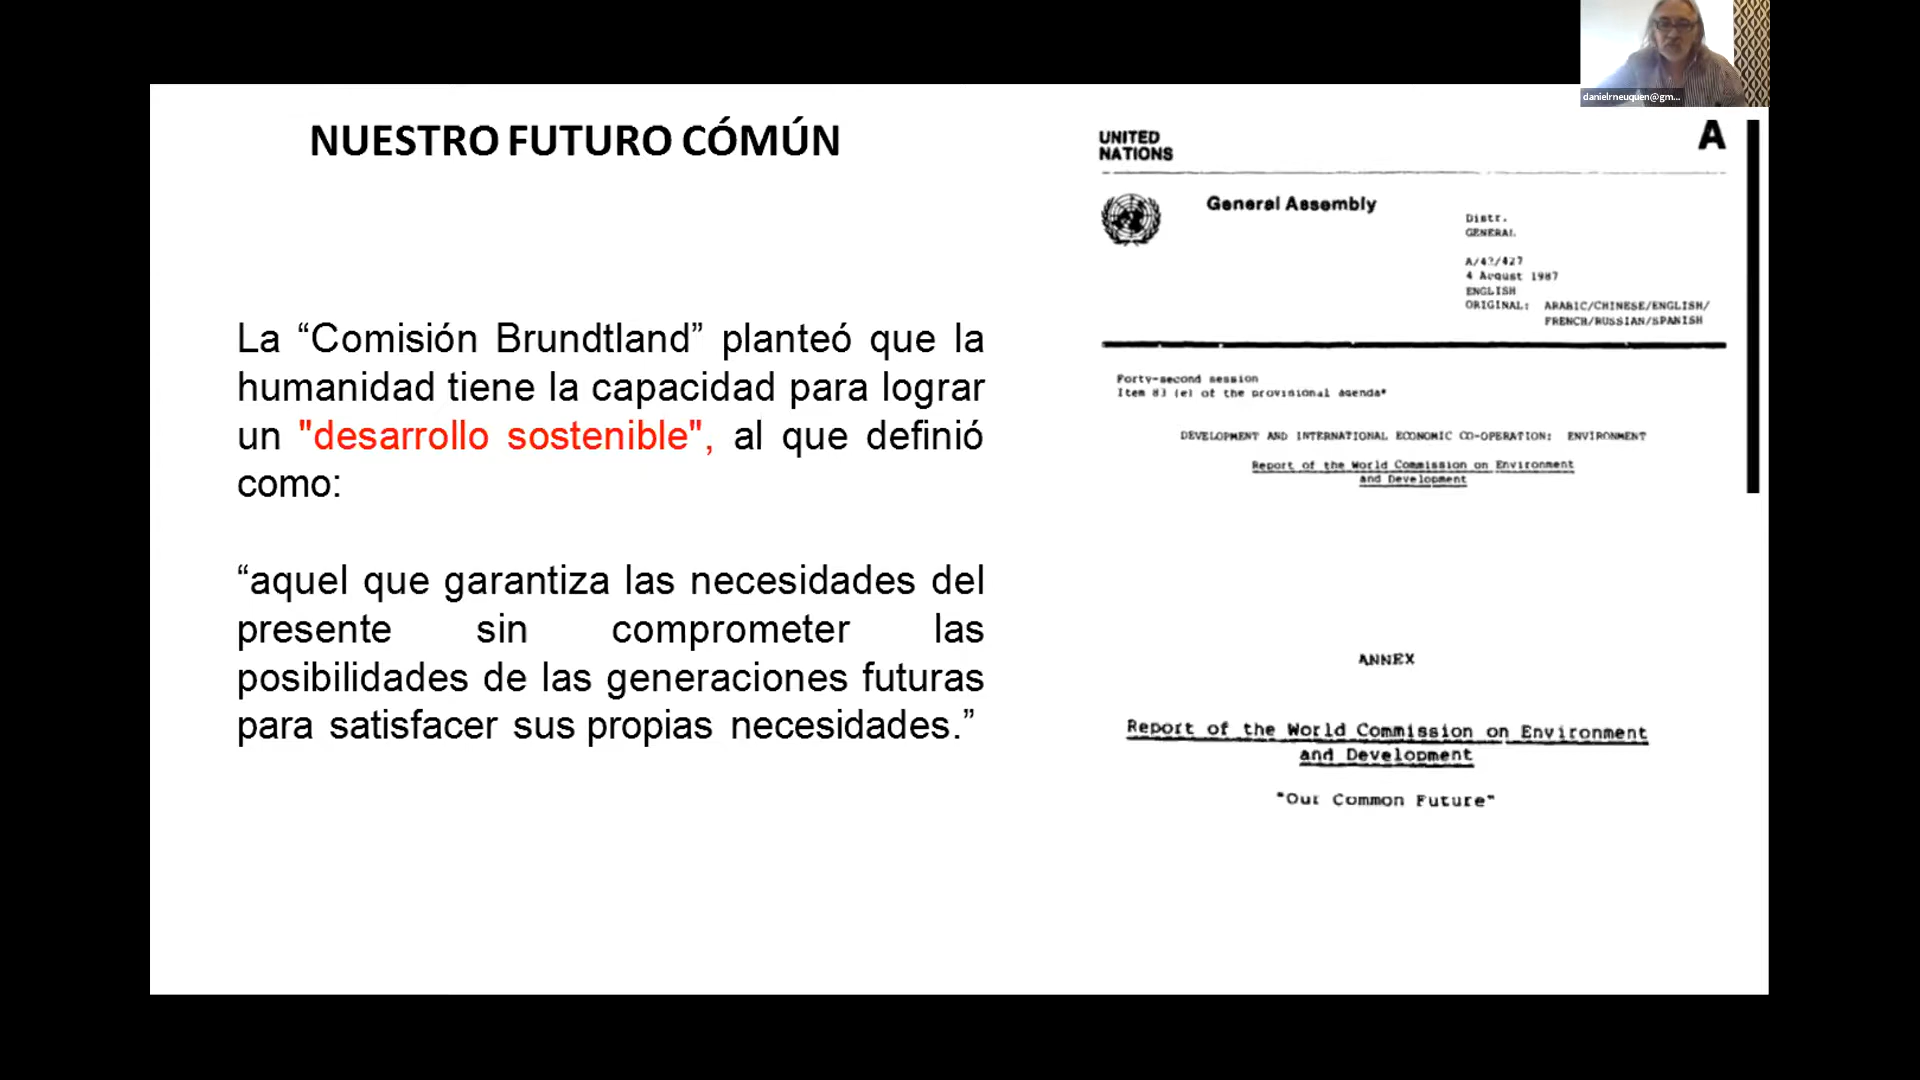 danielrneuquen@gm...
NUESTRO FUTURO CÓMÚN
La “Comisión Brundtland” planteó que la
humanidad tiene la capacidad para lograr
un "desarrollo sostenible", al que definió
como:
“aquel que garantiza las necesidades del
presente sin comprometer las
posibilidades de las generaciones futuras
para satisfacer sus propias necesidades.”
UNITED
NATIONS
A
General Assembly
Distr.
GENERAL
A/42/427
4 August 1987
ENGLISH
ORIGINAL: ARABIC/CHINESE/ENGLISH/
FRENCH/RUSSIAN/SPANISH
Forty-second session
Item 83 (e) of the provisional agenda*
DEVELOPMENT AND INTERNATIONAL ECONOMIC CO-OPERATION: ENVIRONMENT
Report of the World Commission on Environment
and Development
ANNEX
Report of the World Commission on Environment
and Development
"Our Common Future"